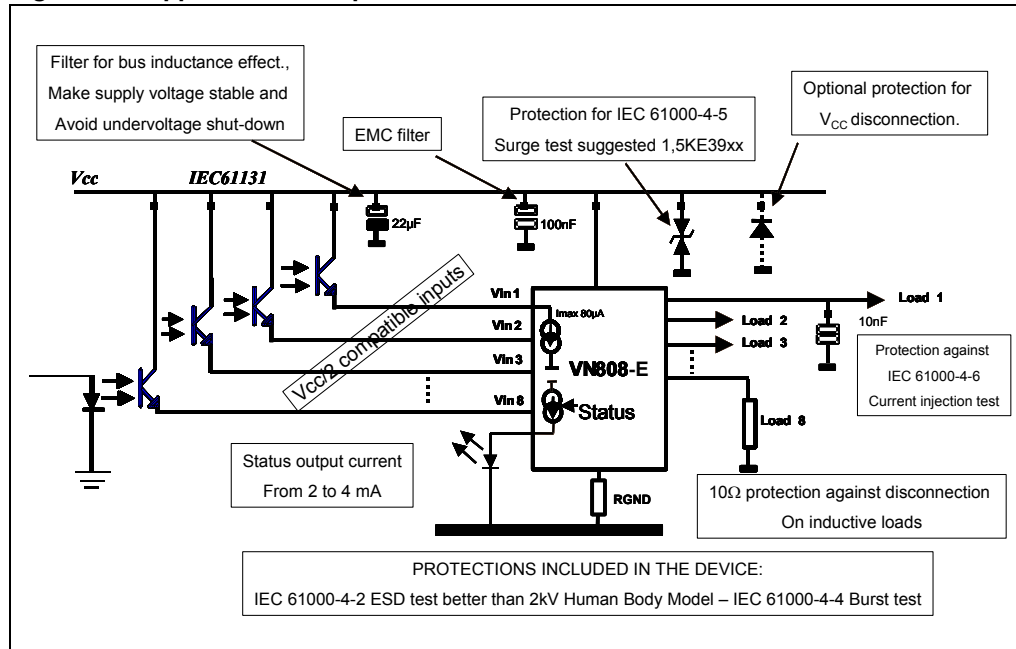 Filter for bus inductance effect.,
Make supply voltage stable and
Avoid undervoltage shut-down
EMC filter
Protection for IEC 61000-4-5
Surge test suggested 1,5KE39xx
Optional protection for
VCC disconnection.
Vcc
IEC61131
22µF
100nF
Vcc/2 compatible inputs
Vin 1
Vin 2
Vin 3
Vin 8
Imax 80µA
VN808-E
Status
Load 1
Load 2
Load 3
10nF
Protection against
IEC 61000-4-6
Current injection test
Load 8
Status output current
From 2 to 4 mA
RGND
10Ω protection against disconnection
On inductive loads
PROTECTIONS INCLUDED IN THE DEVICE:
IEC 61000-4-2 ESD test better than 2kV Human Body Model – IEC 61000-4-4 Burst test